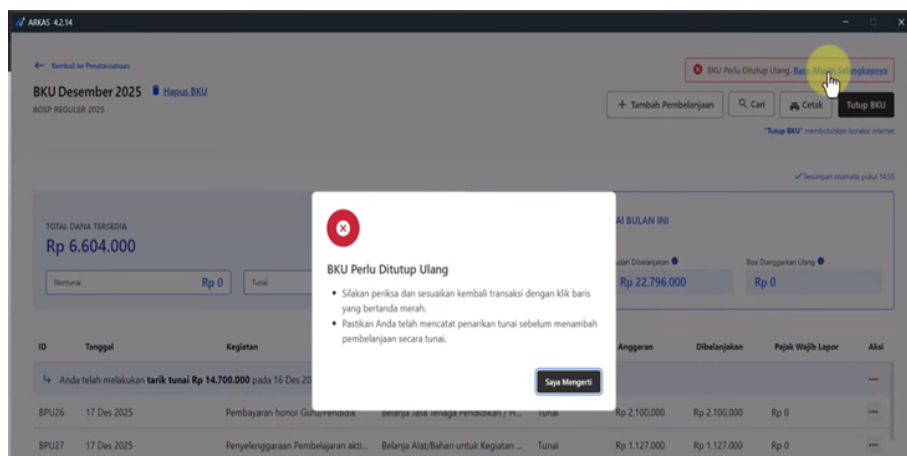 ARKAS 4.2.14
Kembali ke Penatausahaan
BKU Perlu Ditutup Ulang. Baca Alasan Selengkapnya
BKU Desember 2025 Hapus BKU
BOSP REGULER 2025
+ Tambah Pembelanjaan Cari Cetak Tutup BKU
"Tutup BKU" membutuhkan koneksi internet
Tersimpan otomatis pukul 14.55
TOTAL DANA TERSEDIA
Rp 6.604.000
Nontunai Rp 0 Tunai
AI BULAN INI
udah Dibelanjakan Bisa Dianggarkan Ulang
Rp 22.796.000 Rp 0
BKU Perlu Ditutup Ulang
• Silakan periksa dan sesuaikan kembali transaksi dengan klik baris
yang bertanda merah.
• Pastikan Anda telah mencatat penarikan tunai sebelum menambah
pembelanjaan secara tunai.
Saya Mengerti
ID Tanggal Kegiatan Anggaran Dibelanjakan Pajak Wajib Lapor Aksi
Anda telah melakukan tarik tunai Rp 14.700.000 pada 16 Des 20
BPU26 17 Des 2025 Pembayaran honor Guru/Pendidik Belanja Jasa Tenaga Pendidikan / H... Tunai Rp 2.100.000 Rp 2.100.000 Rp 0
BPU27 17 Des 2025 Penyelenggaraan Pembelajaran akti... Belanja Alat/Bahan untuk Kegiatan ... Tunai Rp 1.127.000 Rp 1.127.000 Rp 0